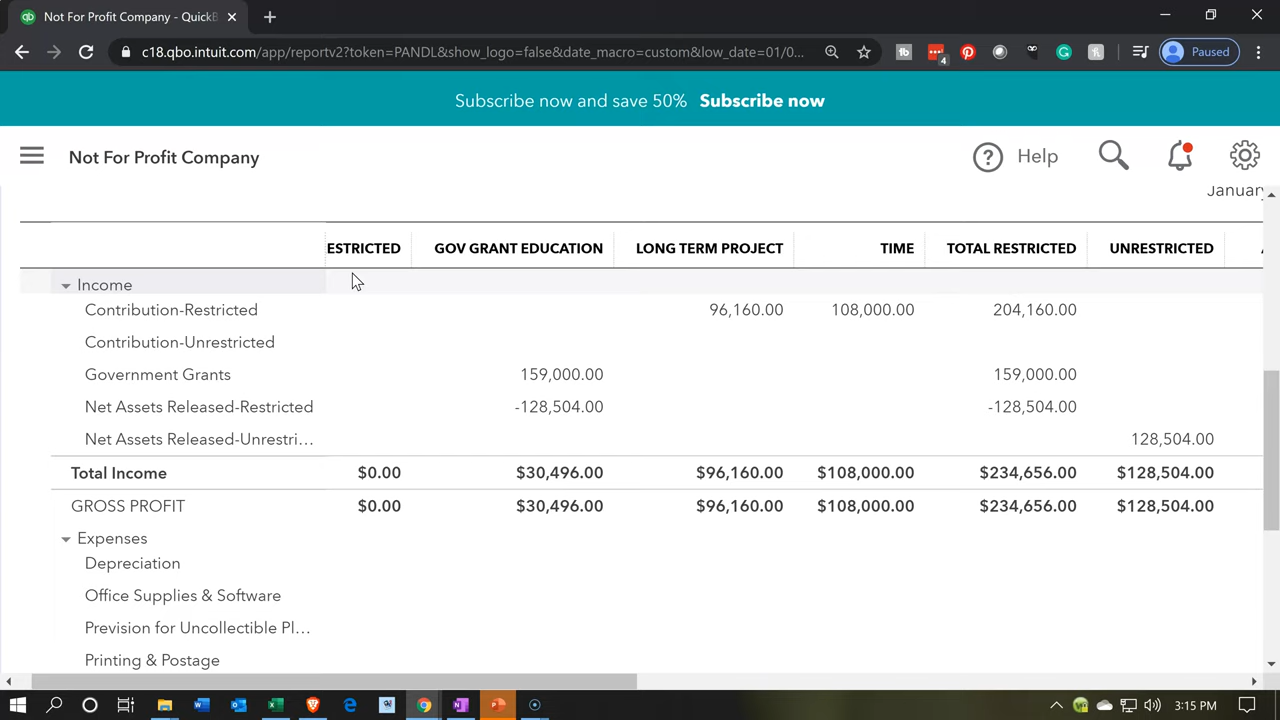 Not For Profit Company - QuickB
c18.qbo.intuit.com/app/reportv2?token=PANDL&show_logo=false&date_macro=custom&low_date=01/0...
4
Paused
Subscribe now and save 50% Subscribe now
Not For Profit Company
Help
January
ESTRICTED GOV GRANT EDUCATION LONG TERM PROJECT TIME TOTAL RESTRICTED UNRESTRICTED
Income
Contribution-Restricted 96,160.00 108,000.00 204,160.00
Contribution-Unrestricted
Government Grants 159,000.00 159,000.00
Net Assets Released-Restricted -128,504.00 -128,504.00
Net Assets Released-Unrestri... 128,504.00
Total Income $0.00 $30,496.00 $96,160.00 $108,000.00 $234,656.00 $128,504.00
GROSS PROFIT $0.00 $30,496.00 $96,160.00 $108,000.00 $234,656.00 $128,504.00
Expenses
Depreciation
Office Supplies & Software
Prevision for Uncollectible Pl...
Printing & Postage
3:15 PM